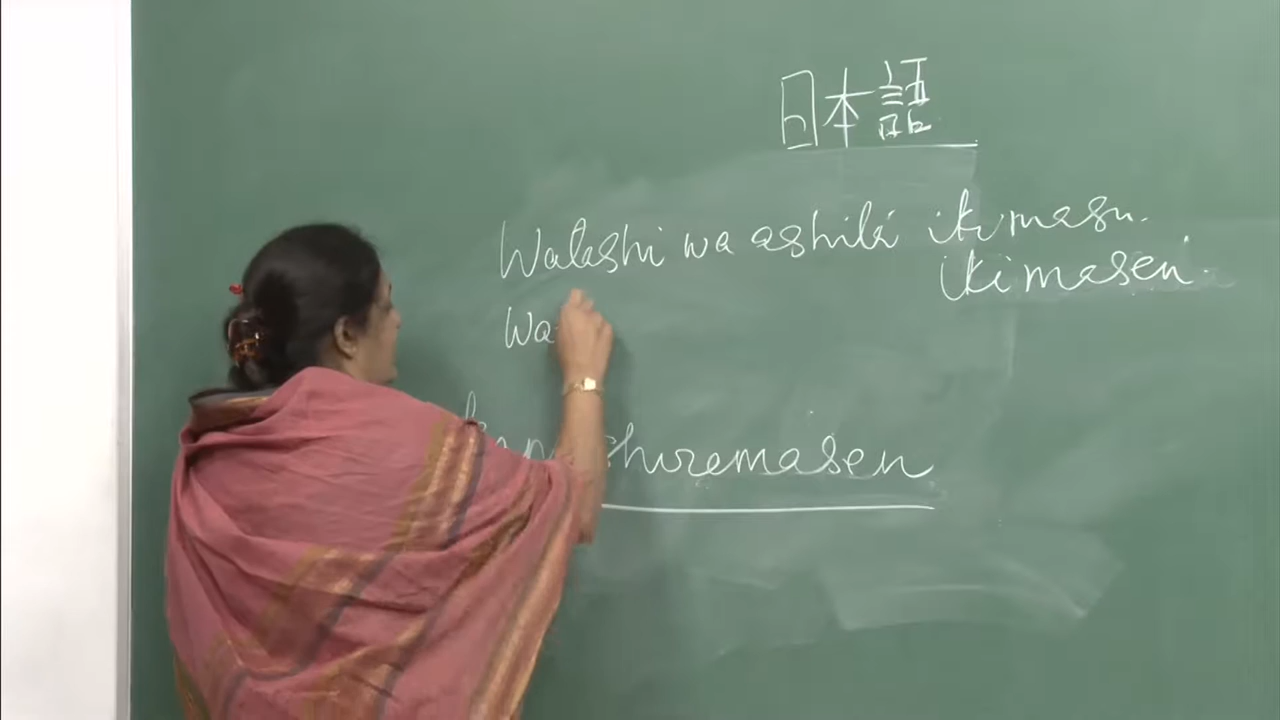 日本語
Watashi wa ashita ikimasu.
ikimasen.
Wa
shiremasen